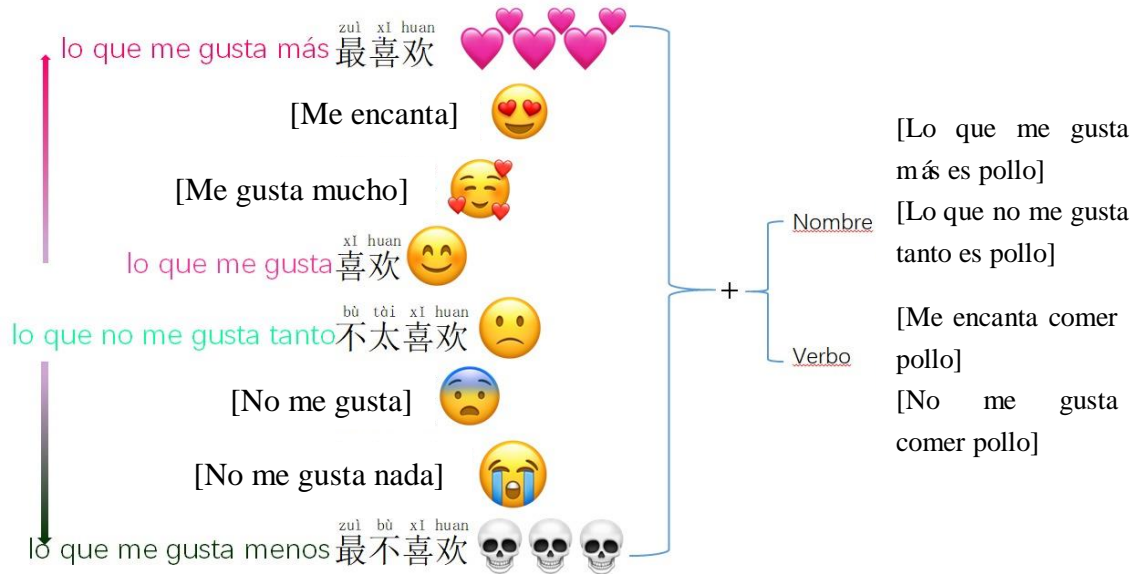 zuì xǐ huan
lo que me gusta más 最喜欢
[Me encanta]
[Me gusta mucho]
xǐ huan
lo que me gusta 喜欢
bù tài xǐ huan
lo que no me gusta tanto 不太喜欢
[No me gusta]
[No me gusta nada]
zuì bù xǐ huan
lo que me gusta menos 最不喜欢
+
Nombre
[Lo que me gusta
más es pollo]
[Lo que no me gusta
tanto es pollo]
Verbo
[Me encanta comer
pollo]
[No me gusta
comer pollo]